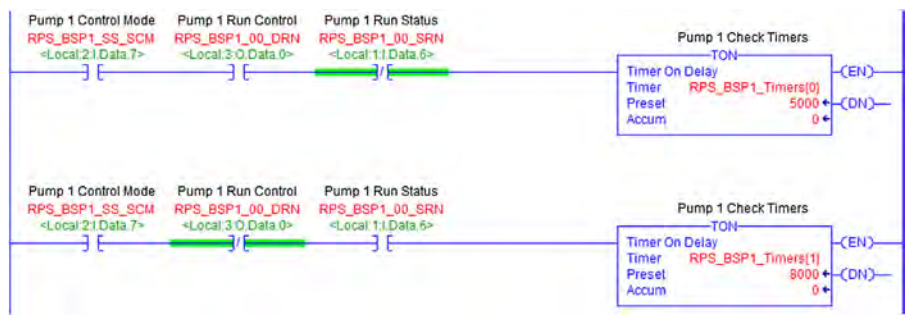 Pump 1 Control Mode Pump 1 Run Control Pump 1 Run Status
RPS_BSP1_SS_SCM RPS_BSP1_00_DRN RPS_BSP1_00_SRN
<Local:2:I.Data.7> <Local:3:O.Data.0> <Local:1:I.Data.6>
Pump 1 Check Timers
TON
Timer On Delay
Timer RPS_BSP1_Timers[0]
Preset 5000
Accum 0
EN
DN
Pump 1 Control Mode Pump 1 Run Control Pump 1 Run Status
RPS_BSP1_SS_SCM RPS_BSP1_00_DRN RPS_BSP1_00_SRN
<Local:2:I.Data.7> <Local:3:O.Data.0> <Local:1:I.Data.6>
Pump 1 Check Timers
TON
Timer On Delay
Timer RPS_BSP1_Timers[1]
Preset 8000
Accum 0
EN
DN